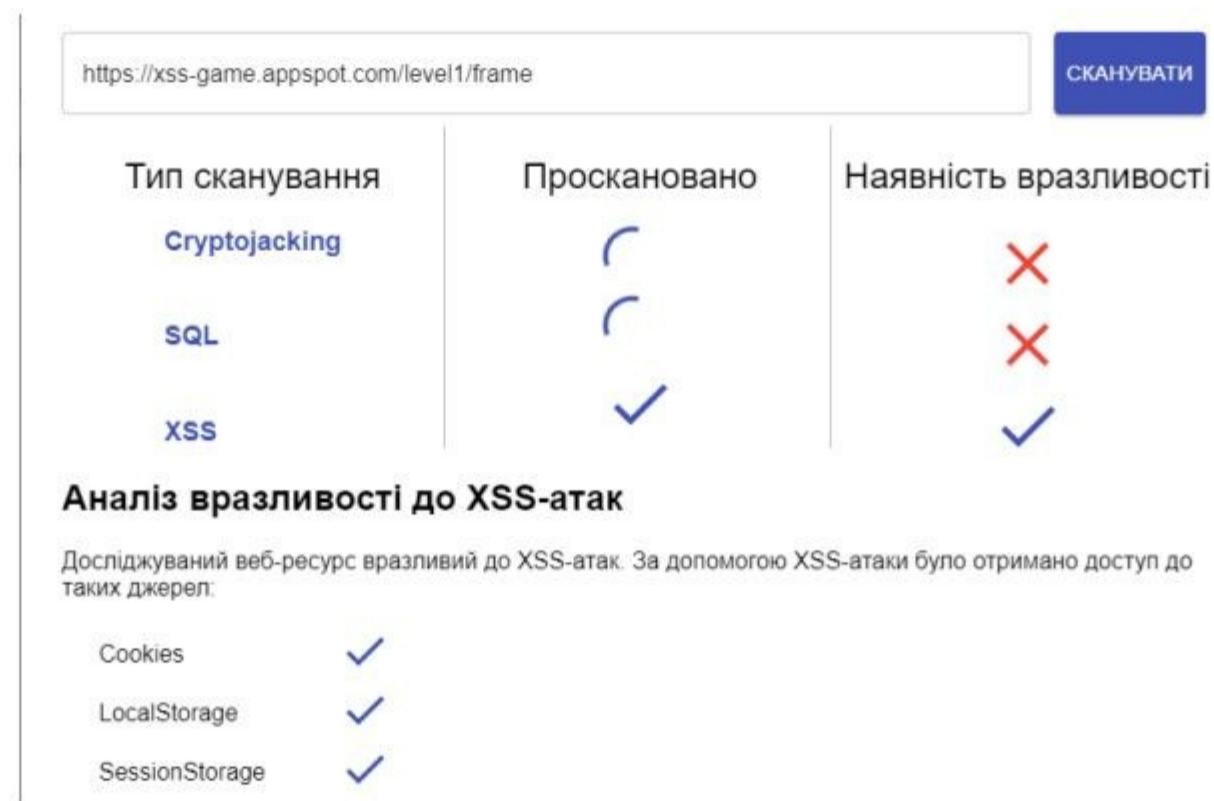 https://xss-game.appspot.com/level1/frame
СКАНУВАТИ
Тип сканування
Проскановано
Наявність вразливості
Cryptojacking
SQL
XSS
Аналіз вразливості до XSS-атак
Досліджуваний веб-ресурс вразливий до XSS-атак. За допомогою XSS-атаки було отримано доступ до
таких джерел:
Cookies
LocalStorage
SessionStorage